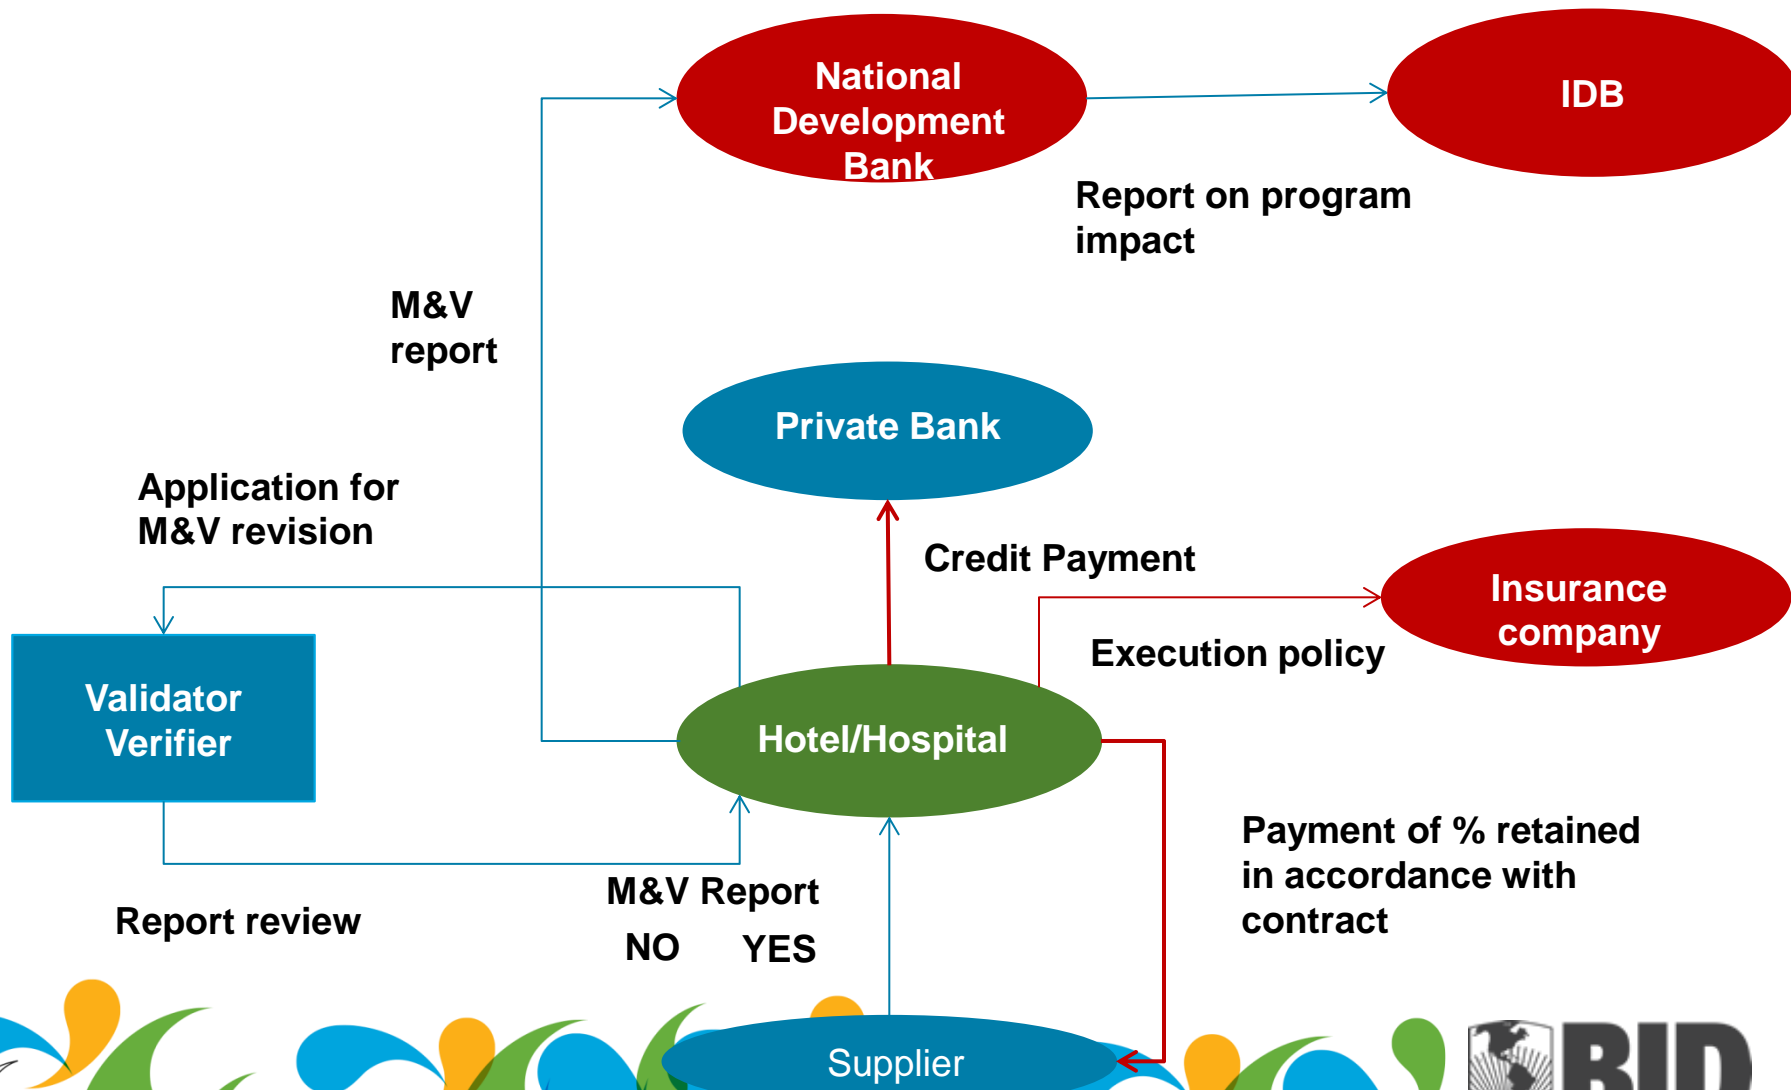 National
Development
Bank
IDB
Report on program
impact
M&V
report
Private Bank
Application for
M&V revision
Credit Payment
Insurance
company
Execution policy
Validator
Verifier
Hotel/Hospital
Payment of % retained
in accordance with
contract
M&V Report
Report review
NO YES
Supplier
BID